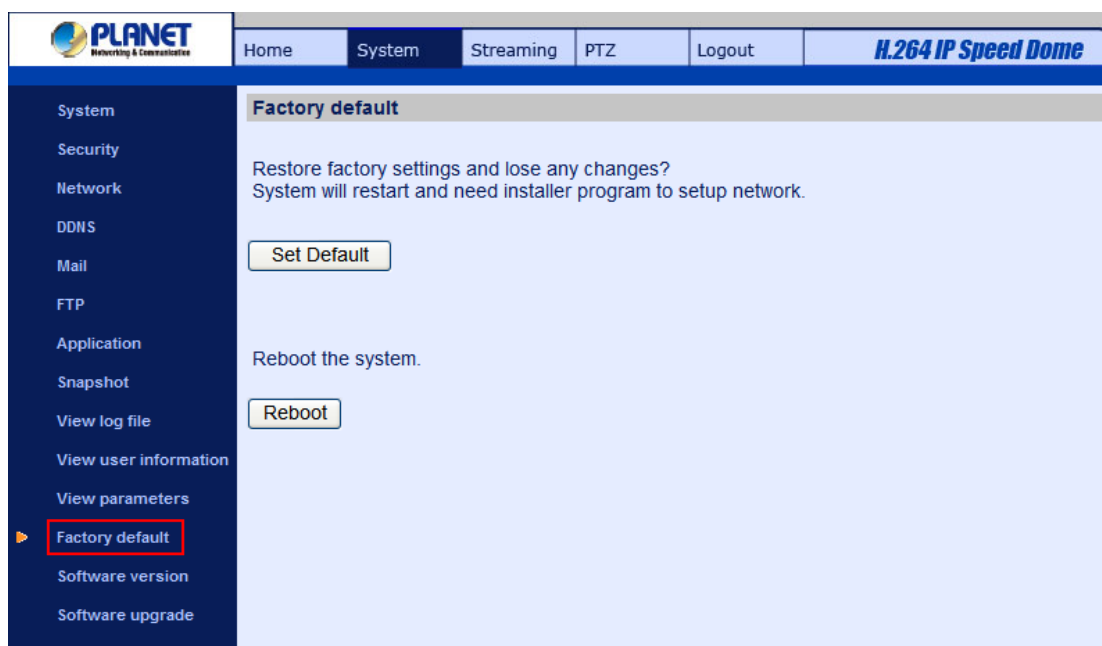 PLANET
Networking & Communication
Home System Streaming PTZ Logout H.264 IP Speed Dome
System
Security
Network
DDNS
Mail
FTP
Application
Snapshot
View log file
View user information
View parameters
Factory default
Software version
Software upgrade
Factory default
Restore factory settings and lose any changes?
System will restart and need installer program to setup network.
Set Default
Reboot the system.
Reboot